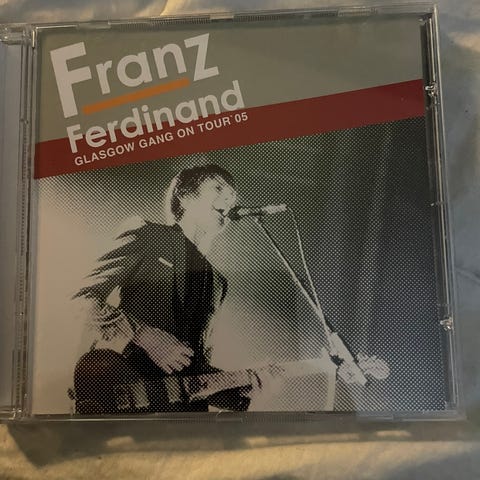 Franz
Ferdinand
GLASGOW GANG ON TOUR'05